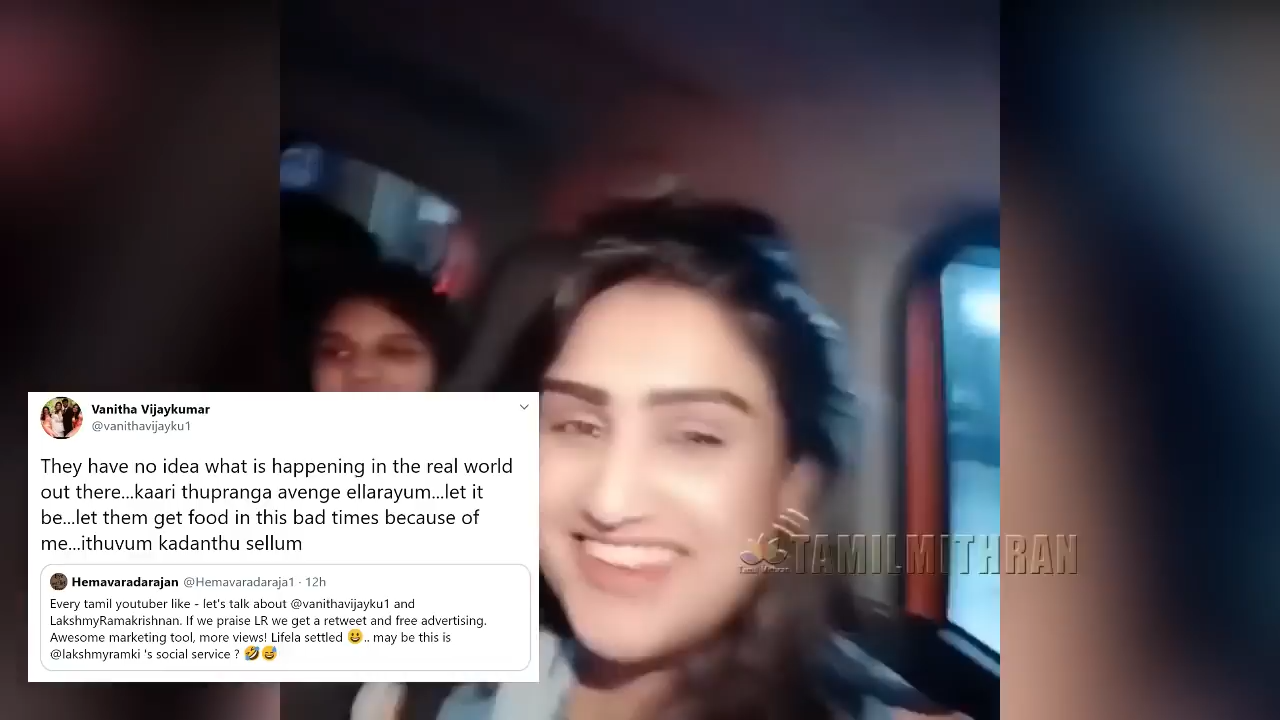 Vanitha Vijaykumar
@vanithavijayku1
They have no idea what is happening in the real world
out there...kaari thupranga avenge ellarayum...let it
be...let them get food in this bad times because of
me...ithuvum kadanthu sellum
Hemavaradarajan @Hemavaradaraja1 · 12h
Every tamil youtuber like - let's talk about @vanithavijayku1 and
LakshmyRamakrishnan. If we praise LR we get a retweet and free advertising.
Awesome marketing tool, more views! Lifela settled 😀.. may be this is
@lakshmyramki 's social service ? 🤣😅
TAMILMITHRAN
Tamil Mithran